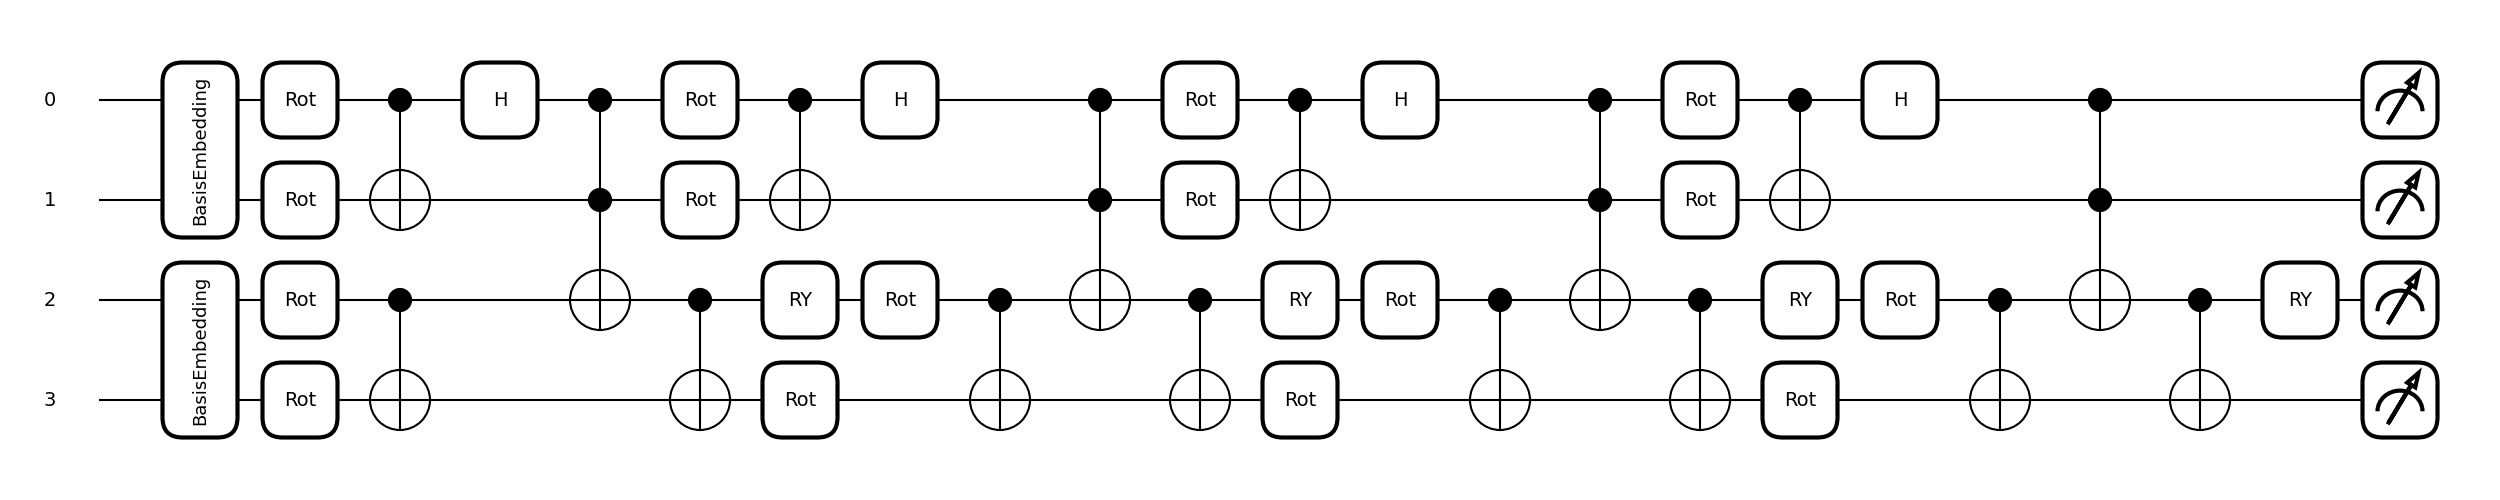 0 BasisEmbedding Rot H Rot H Rot H Rot H
1 Rot Rot Rot Rot
2 BasisEmbedding Rot RY Rot RY Rot RY Rot RY
3 Rot Rot Rot Rot